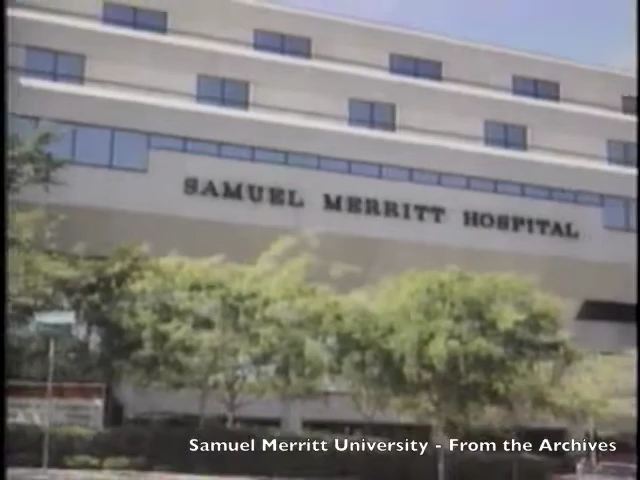 SAMUEL MERRITT HOSPITAL
Samuel Merritt University - From the Archives